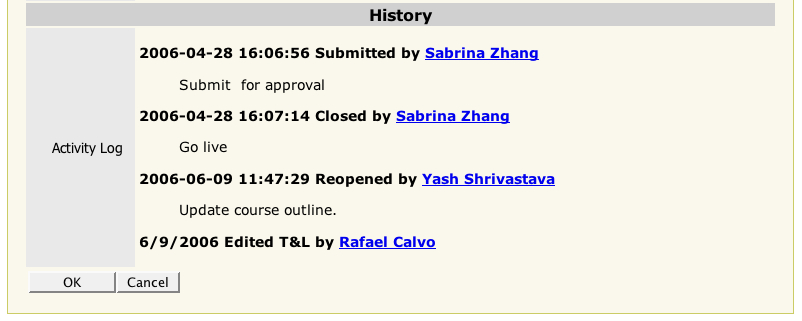 History
2006-04-28 16:06:56 Submitted by Sabrina Zhang
Submit  for approval
2006-04-28 16:07:14 Closed by Sabrina Zhang
Go live
Activity Log
2006-06-09 11:47:29 Reopened by Yash Shrivastava
Update course outline.
6/9/2006 Edited T&L by Rafael Calvo
OK Cancel